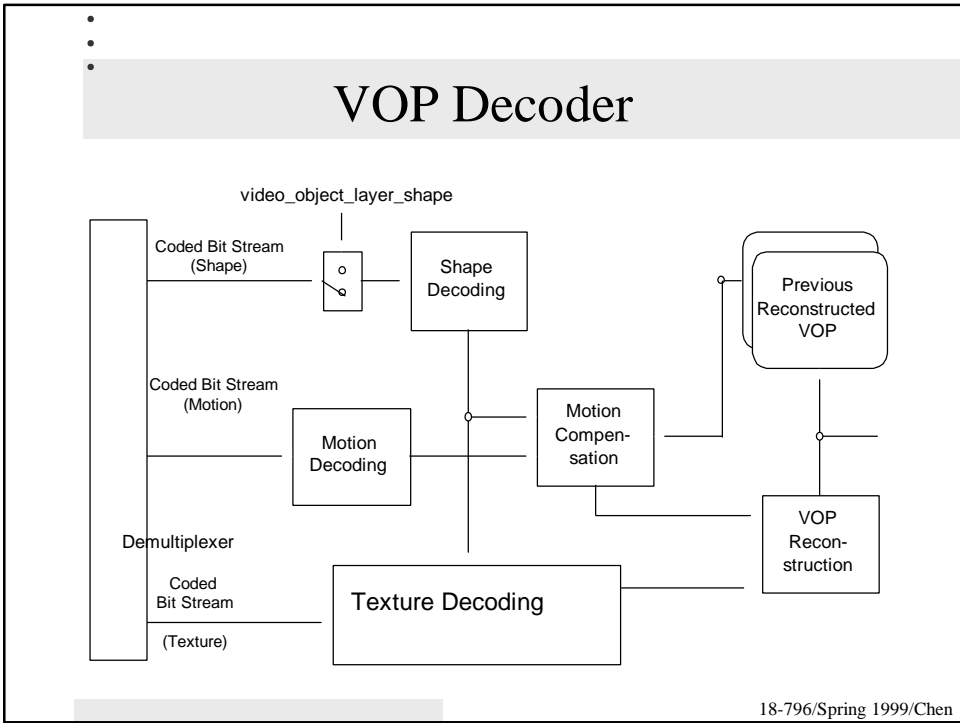 VOP Decoder
video_object_layer_shape
Coded Bit Stream
(Shape)
Shape
Decoding
Previous
Reconstructed
VOP
Coded Bit Stream
(Motion)
Motion
Decoding
Motion
Compen-
sation
VOP
Recon-
struction
Demultiplexer
Coded
Bit Stream
(Texture)
Texture Decoding
18-796/Spring 1999/Chen